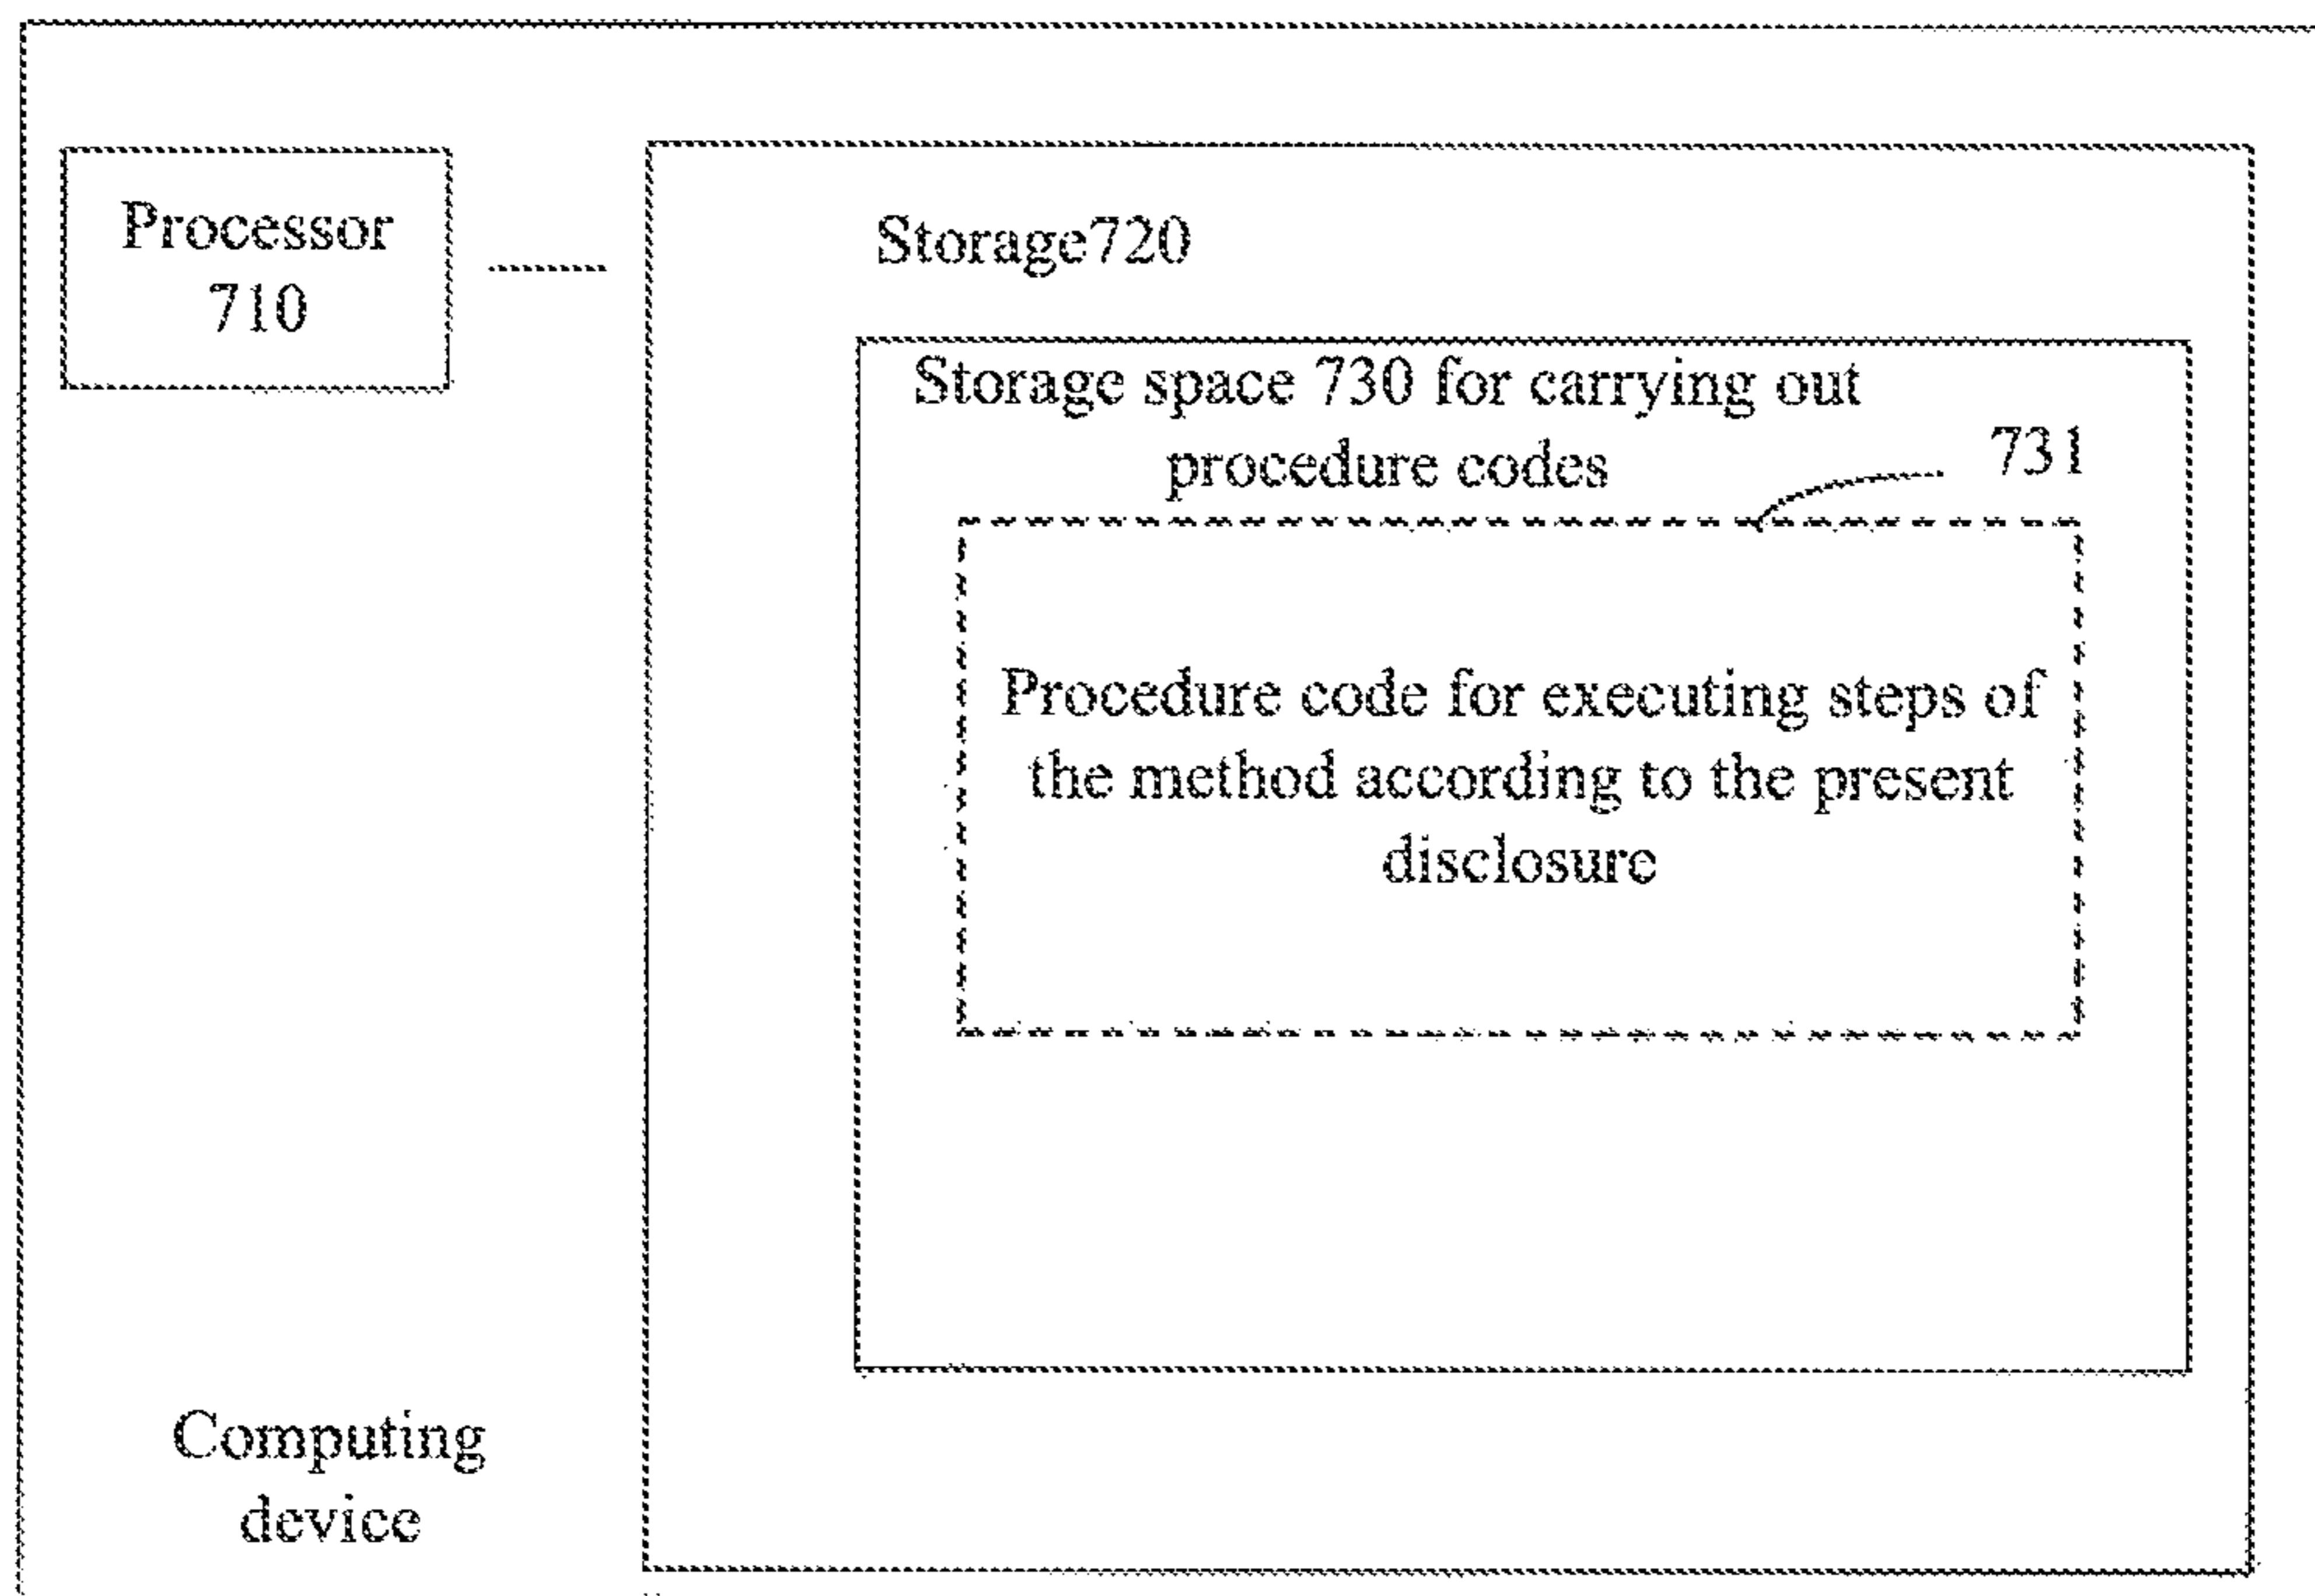 Processor
710
Storage720
Storage space 730 for carrying out
procedure codes
731
Procedure code for executing steps of
the method according to the present
disclosure
Computing
device